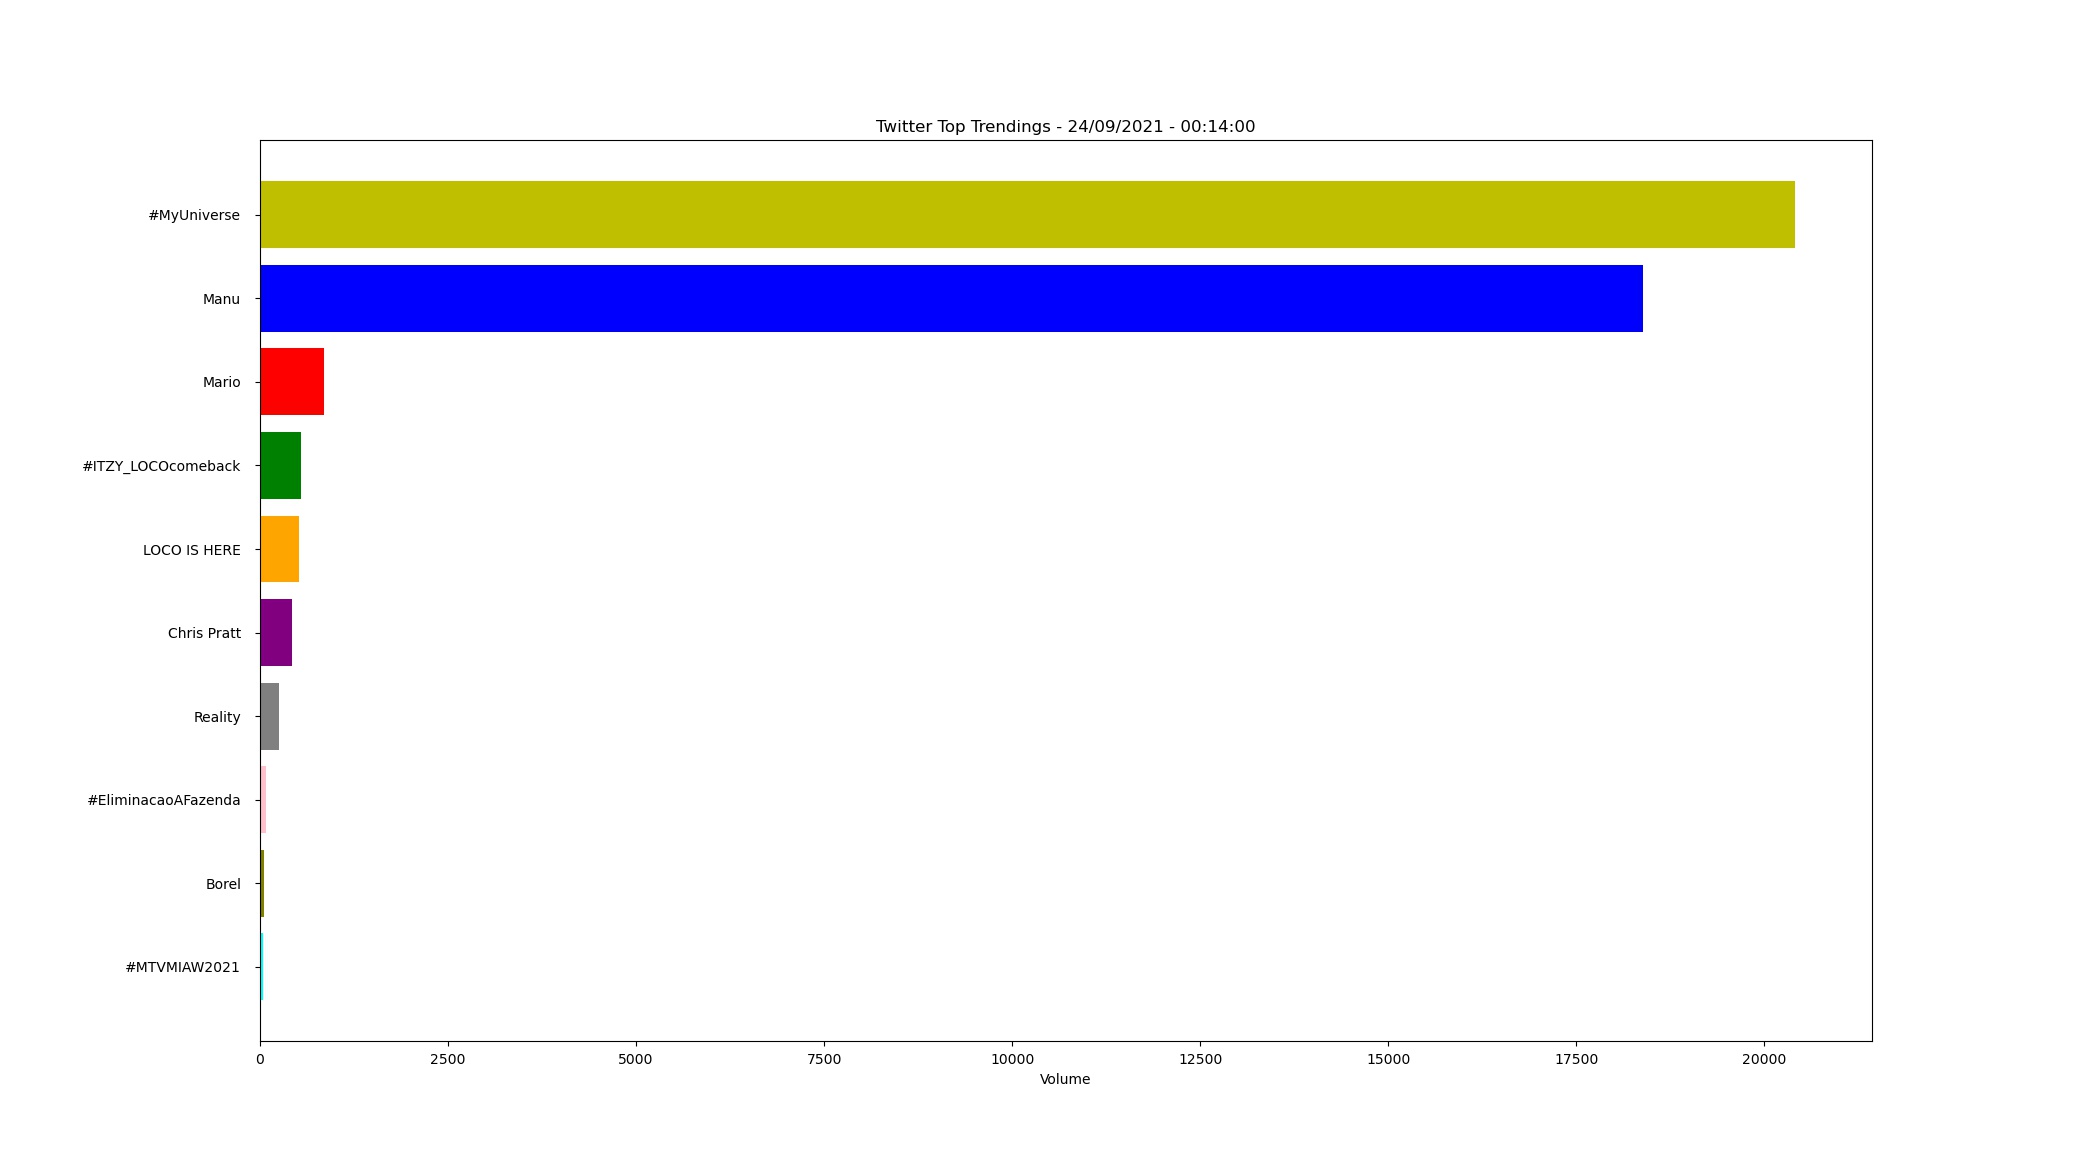 Twitter Top Trendings - 24/09/2021 - 00:14:00
#MyUniverse
Manu
Mario
#ITZY_LOCOcomeback
LOCO IS HERE
Chris Pratt
Reality
#EliminacaoAFazenda
Borel
#MTVMIAW2021
0 2500 5000 7500 10000 12500 15000 17500 20000
Volume